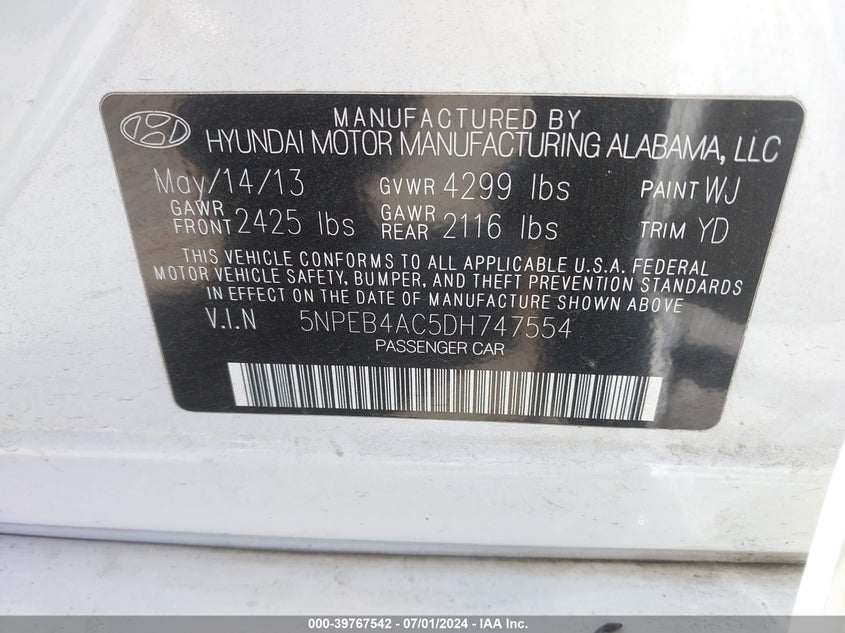 MANUFACTURED BY
HYUNDAI MOTOR MANUFACTURING ALABAMA, LLC
May/14/13 GVWR 4299 lbs PAINT WJ
GAWR FRONT 2425 lbs GAWR REAR 2116 lbs TRIM YD
THIS VEHICLE CONFORMS TO ALL APPLICABLE U.S.A. FEDERAL
MOTOR VEHICLE SAFETY, BUMPER, AND THEFT PREVENTION STANDARDS
IN EFFECT ON THE DATE OF MANUFACTURE SHOWN ABOVE
V.I.N 5NPEB4AC5DH747554
PASSENGER CAR
000-39767542 / 07/01/2024 - IAA Inc.